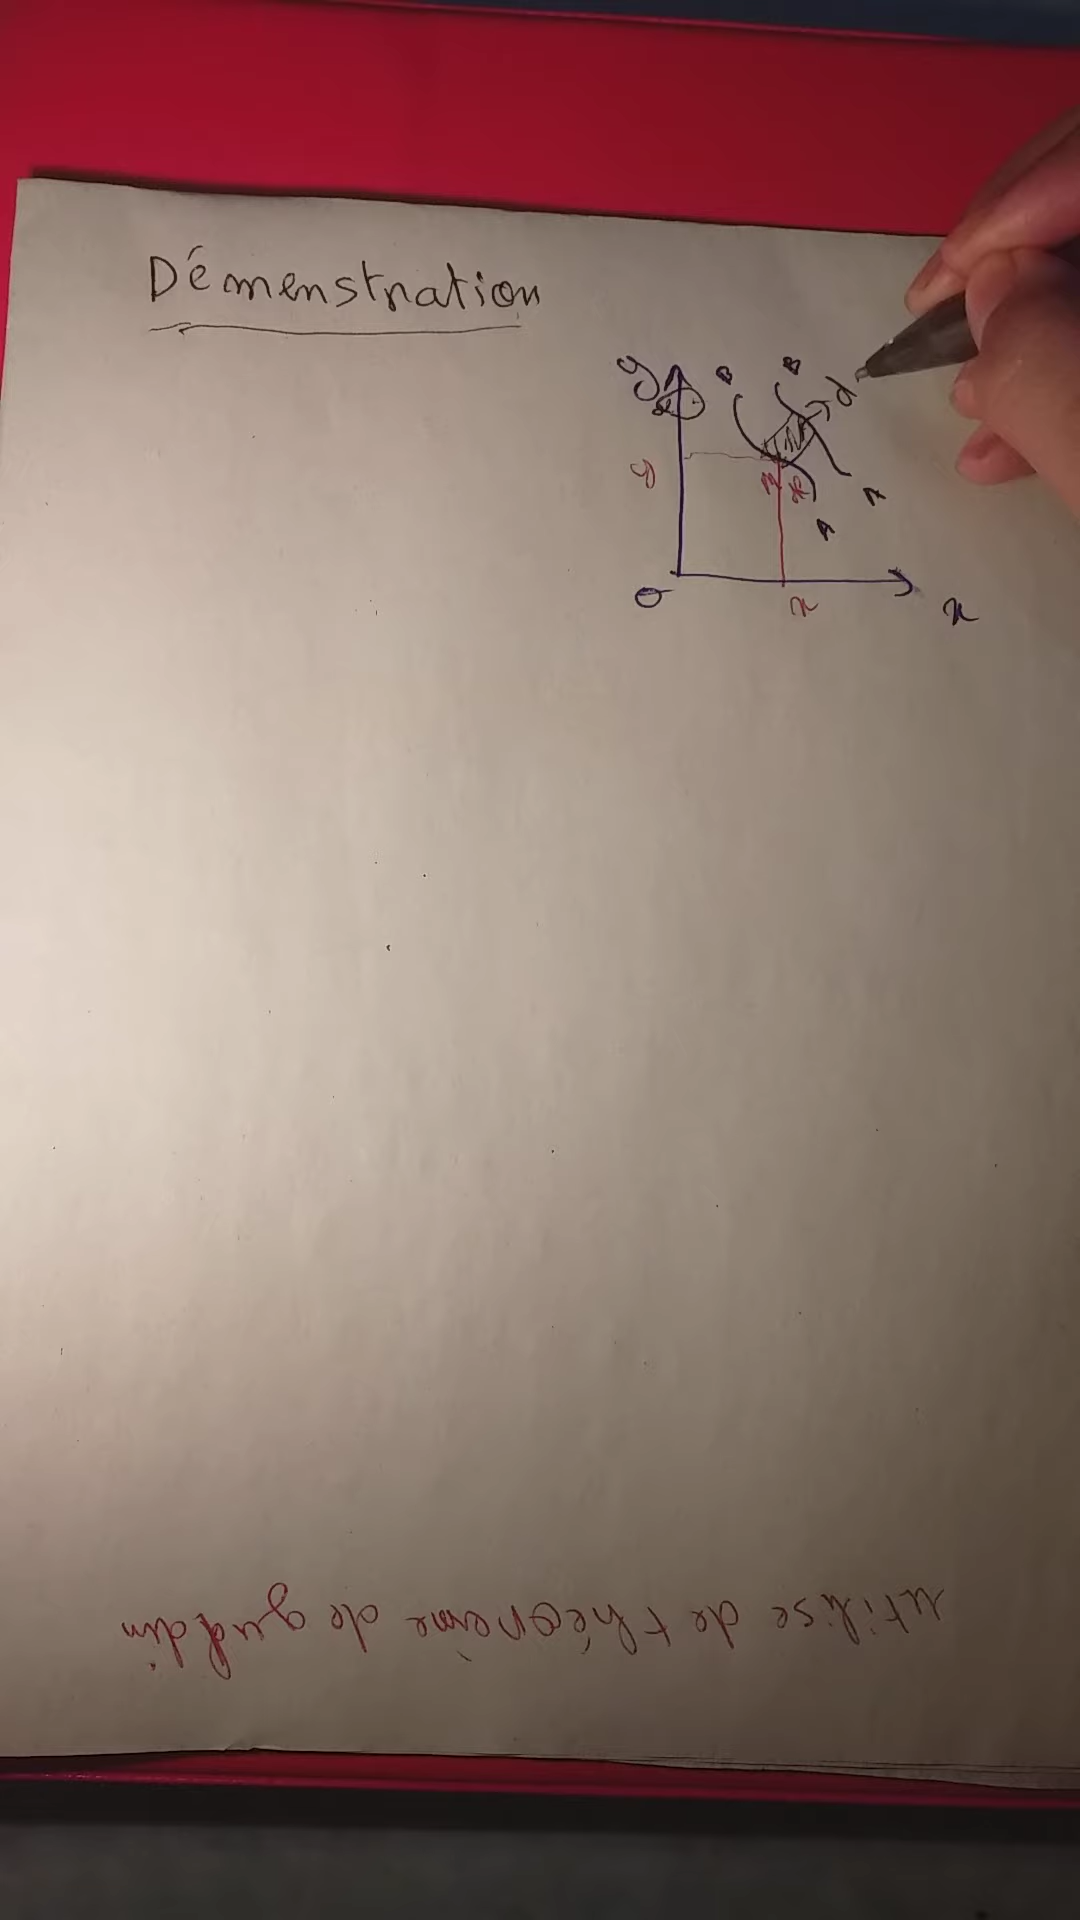 Démenstration
y
B B d
y
A
A
O x x
utilise de théorème de guldin